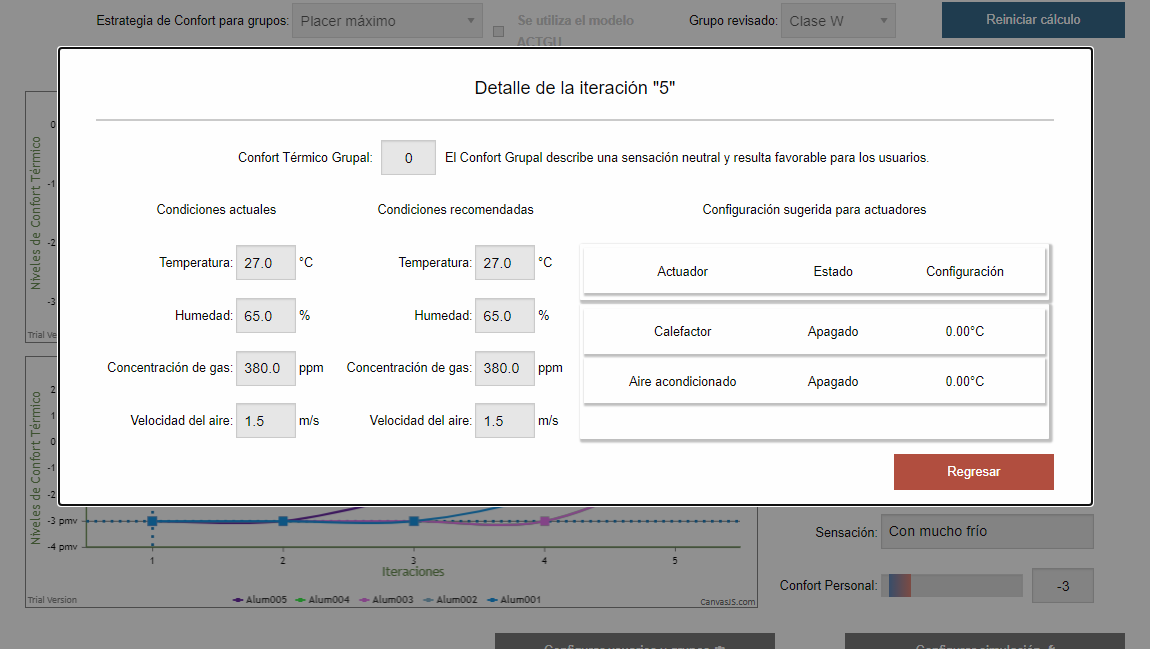 Estrategia de Confort para grupos: Placer máximo Se utiliza el modelo ACTGU Grupo revisado: Clase W Reiniciar cálculo
Detalle de la iteración "5"
Confort Térmico Grupal: 0 El Confort Grupal describe una sensación neutral y resulta favorable para los usuarios.
Condiciones actuales Condiciones recomendadas Configuración sugerida para actuadores
Temperatura: 27.0 °C Temperatura: 27.0 °C
Humedad: 65.0 % Humedad: 65.0 %
Concentración de gas: 380.0 ppm Concentración de gas: 380.0 ppm
Velocidad del aire: 1.5 m/s Velocidad del aire: 1.5 m/s
Actuador Estado Configuración
Calefactor Apagado 0.00°C
Aire acondicionado Apagado 0.00°C
Regresar
Niveles de Confort Térmico
0
-1
-2
-3
Trial Ve
Niveles de Confort Térmico
2
1
0
-1
-2
-3 pmv
-4 pmv
1 2 3 4 5
Iteraciones
Alum005 Alum004 Alum003 Alum002 Alum001
Trial Version CanvasJS.com
Sensación: Con mucho frío
Confort Personal: -3